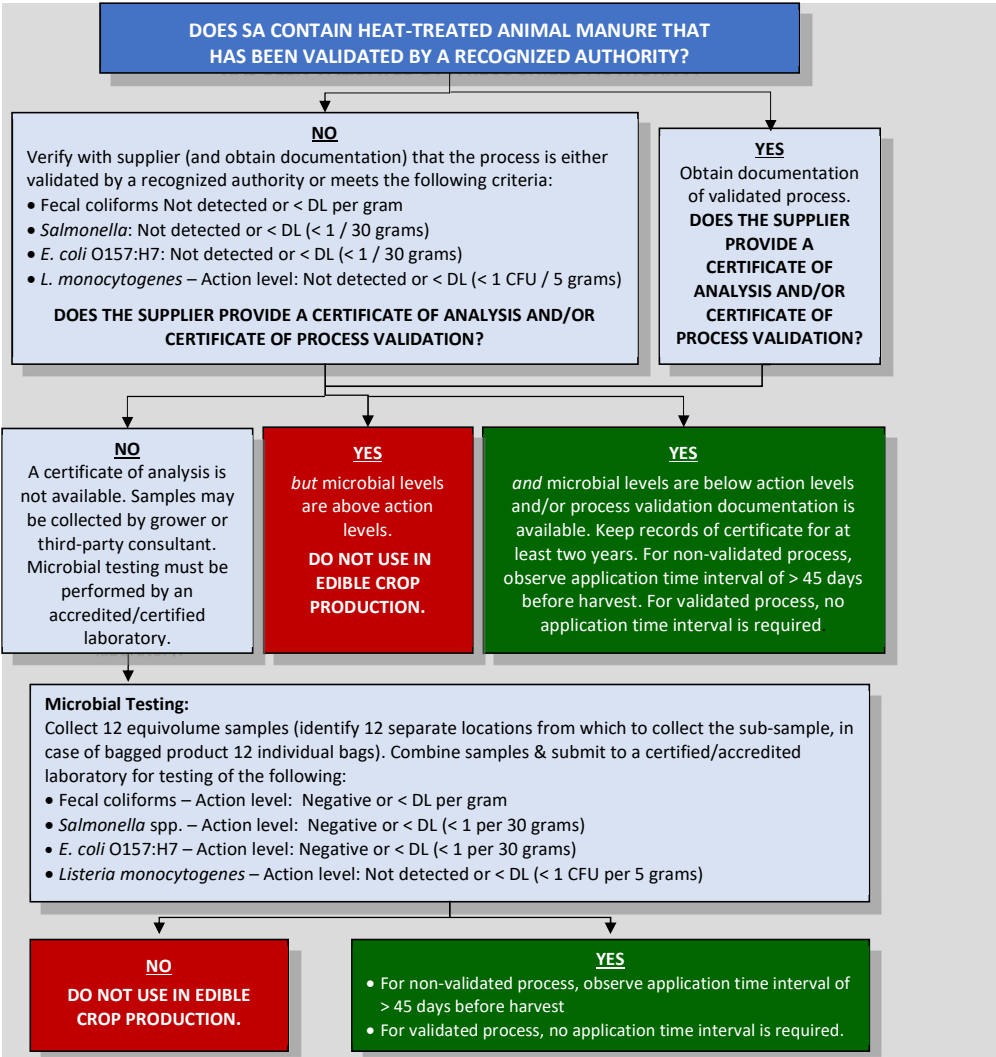 DOES SA CONTAIN HEAT-TREATED ANIMAL MANURE THAT
HAS BEEN VALIDATED BY A RECOGNIZED AUTHORITY?
NO
Verify with supplier (and obtain documentation) that the process is either
validated by a recognized authority or meets the following criteria:
• Fecal coliforms Not detected or < DL per gram
• Salmonella: Not detected or < DL (< 1 / 30 grams)
• E. coli O157:H7: Not detected or < DL (< 1 / 30 grams)
• L. monocytogenes – Action level: Not detected or < DL (< 1 CFU / 5 grams)
DOES THE SUPPLIER PROVIDE A CERTIFICATE OF ANALYSIS AND/OR
CERTIFICATE OF PROCESS VALIDATION?
YES
Obtain documentation
of validated process.
DOES THE SUPPLIER
PROVIDE A
CERTIFICATE OF
ANALYSIS AND/OR
CERTIFICATE OF
PROCESS VALIDATION?
NO
A certificate of analysis is
not available. Samples may
be collected by grower or
third-party consultant.
Microbial testing must be
performed by an
accredited/certified
laboratory.
YES
but microbial levels
are above action
levels.
DO NOT USE IN
EDIBLE CROP
PRODUCTION.
YES
and microbial levels are below action levels
and/or process validation documentation is
available. Keep records of certificate for at
least two years. For non-validated process,
observe application time interval of > 45 days
before harvest. For validated process, no
application time interval is required
Microbial Testing:
Collect 12 equivolume samples (identify 12 separate locations from which to collect the sub-sample, in
case of bagged product 12 individual bags). Combine samples & submit to a certified/accredited
laboratory for testing of the following:
• Fecal coliforms – Action level: Negative or < DL per gram
• Salmonella spp. – Action level: Negative or < DL (< 1 per 30 grams)
• E. coli O157:H7 – Action level: Negative or < DL (< 1 per 30 grams)
• Listeria monocytogenes – Action level: Not detected or < DL (< 1 CFU per 5 grams)
NO
DO NOT USE IN EDIBLE
CROP PRODUCTION.
YES
• For non-validated process, observe application time interval of
> 45 days before harvest
• For validated process, no application time interval is required.